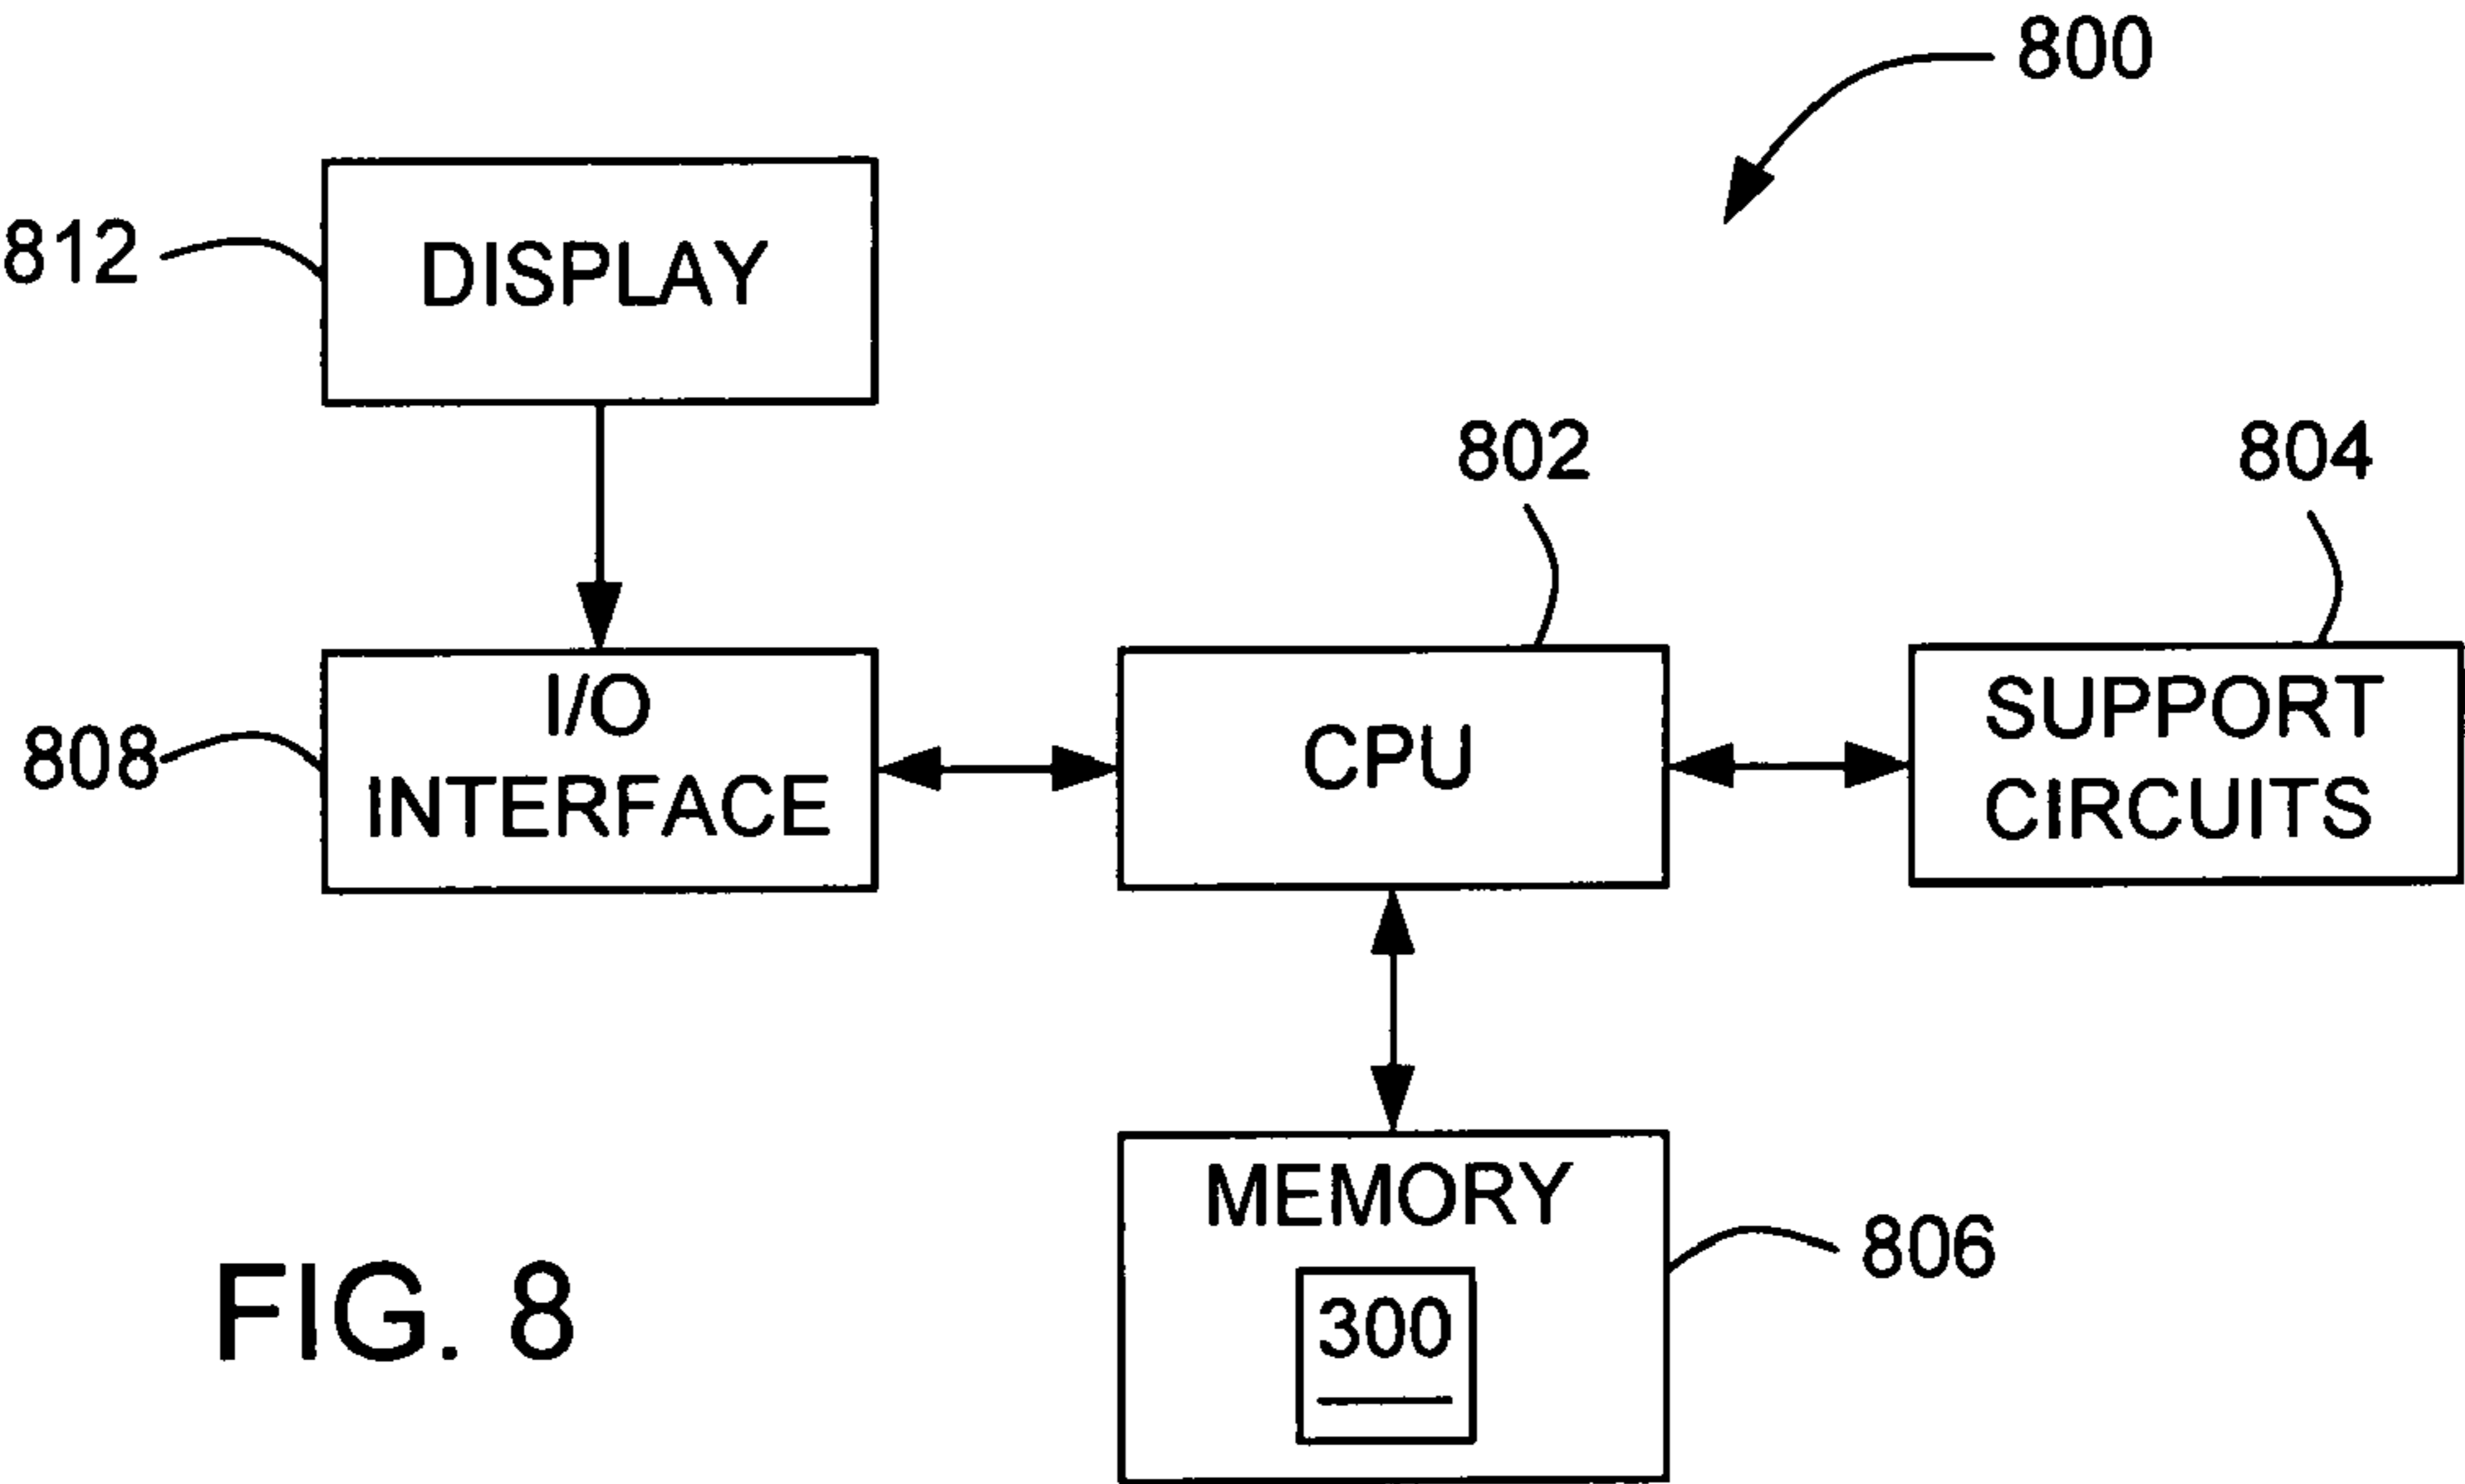 800
812
DISPLAY
802
804
808
I/O
INTERFACE
CPU
SUPPORT
CIRCUITS
MEMORY
806
300
FIG. 8